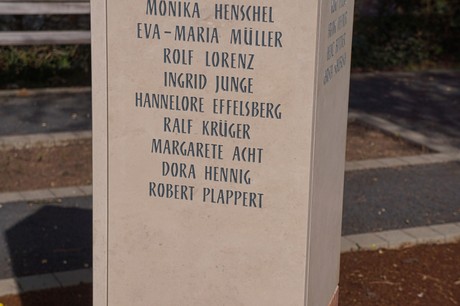 MONIKA HENSCHEL
EVA-MARIA MÜLLER
ROLF LORENZ
INGRID JUNGE
HANNELORE EFFELSBERG
RALF KRÜGER
MARGARETE ACHT
DORA HENNIG
ROBERT PLAPPERT